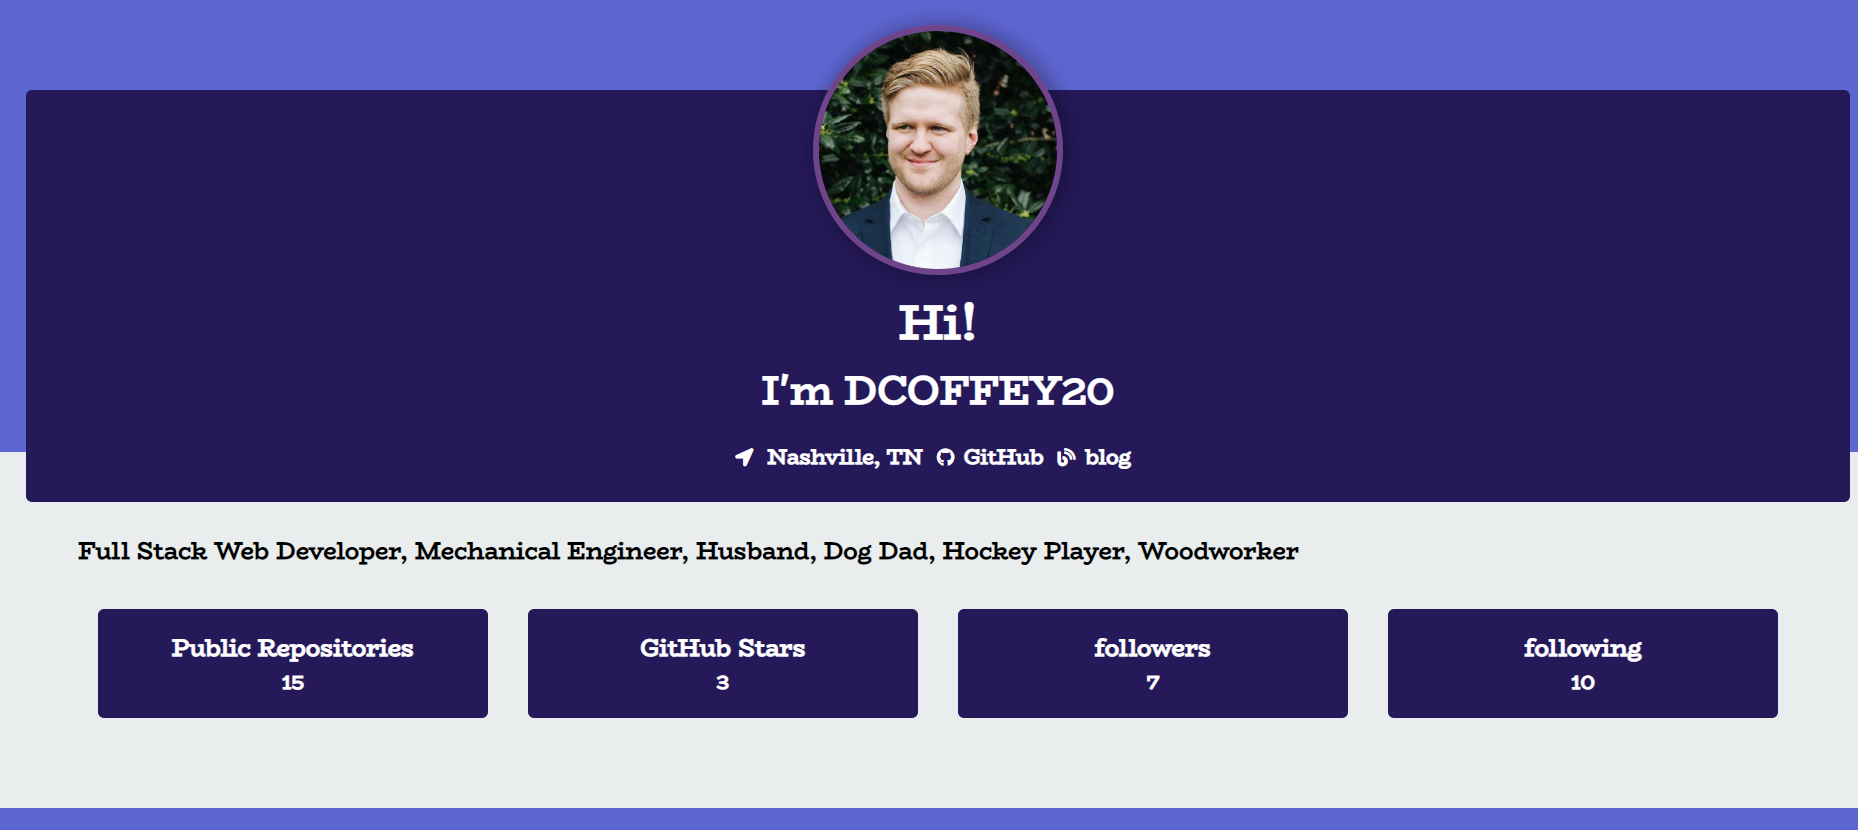 Hi!
I'm DCOFFEY20
Nashville, TN GitHub blog
Full Stack Web Developer, Mechanical Engineer, Husband, Dog Dad, Hockey Player, Woodworker
Public Repositories
15
GitHub Stars
3
followers
7
following
10